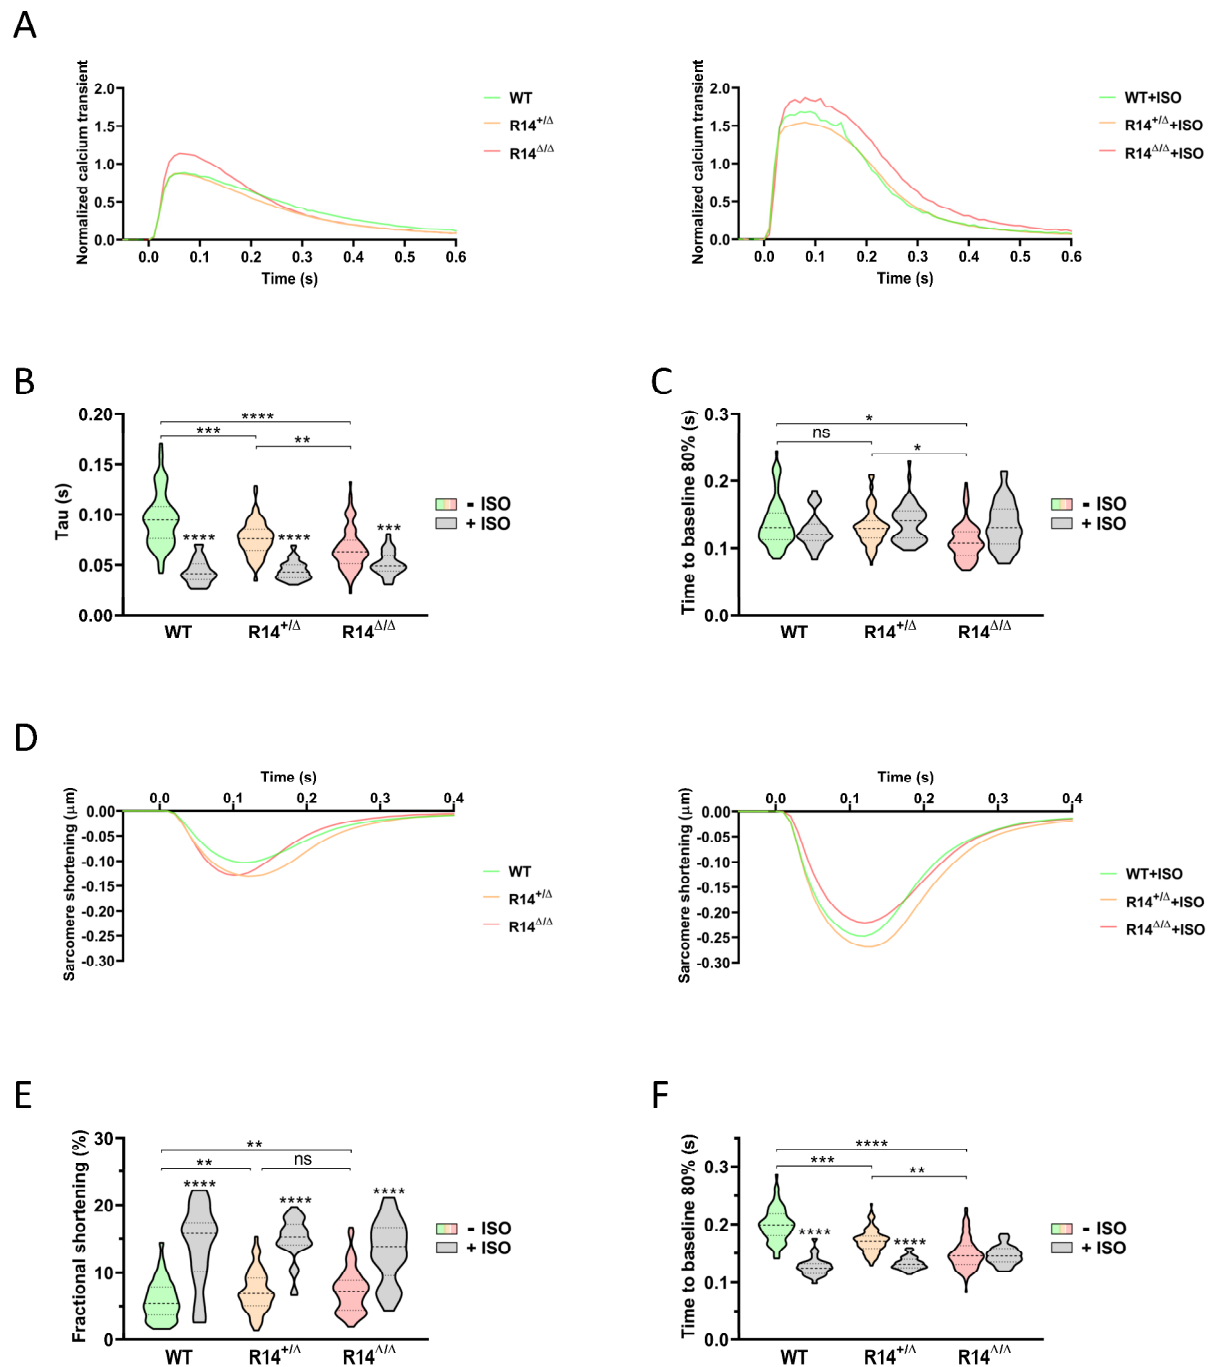 A
Normalized calcium transient
2.0
1.5
1.0
0.5
0.0
0.0 0.1 0.2 0.3 0.4 0.5 0.6
Time (s)
WT
R14+/Δ
R14Δ/Δ
Normalized calcium transient
2.0
1.5
1.0
0.5
0.0
0.0 0.1 0.2 0.3 0.4 0.5 0.6
Time (s)
WT+ISO
R14+/Δ+ISO
R14Δ/Δ+ISO
B
Tau (s)
0.20
0.15
0.10
0.05
0.00
****
*** **
**** **** ***
WT R14+/Δ R14Δ/Δ
- ISO
+ ISO
C
Time to baseline 80% (s)
0.3
0.2
0.1
0.0
*
ns *
WT R14+/Δ R14Δ/Δ
- ISO
+ ISO
D
Time (s)
0.0 0.1 0.2 0.3 0.4
Sarcomere shortening (μm)
0.00
-0.05
-0.10
-0.15
-0.20
-0.25
-0.30
WT
R14+/Δ
R14Δ/Δ
Time (s)
0.0 0.1 0.2 0.3 0.4
Sarcomere shortening (μm)
0.00
-0.05
-0.10
-0.15
-0.20
-0.25
-0.30
WT+ISO
R14+/Δ+ISO
R14Δ/Δ+ISO
E
Fractional shortening (%)
30
20
10
0
**
** ns
**** **** ****
WT R14+/Δ R14Δ/Δ
- ISO
+ ISO
F
Time to baseline 80% (s)
0.3
0.2
0.1
0.0
****
*** **
**** ****
WT R14+/Δ R14Δ/Δ
- ISO
+ ISO